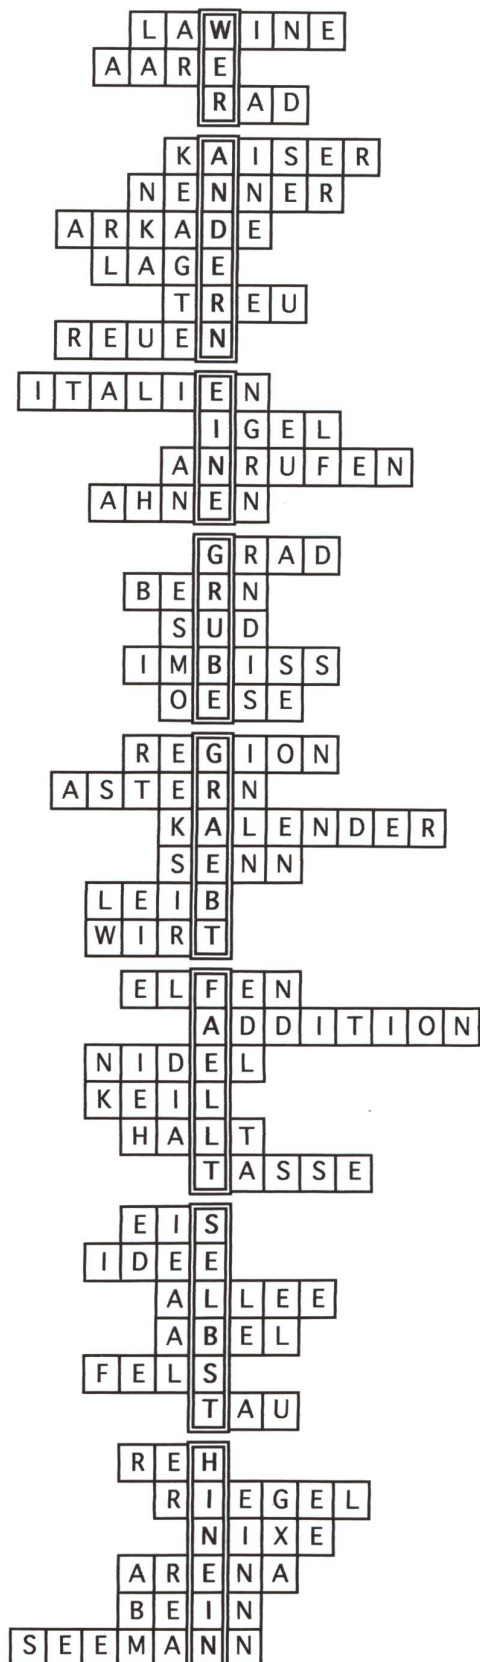 LAWINE
AARE
RAD
KAISER
NENNER
ARKADE
LAGE
TREU
REUEN
ITALIEN
IGEL
ANRUFEN
AHNEN
GRAD
BERN
SUD
IMBISS
OESE
REGION
ASTERN
KALENDER
SENN
LEIB
WIRT
ELFEN
ADDITION
NIDEL
KEIL
HALT
TASSE
EIS
IDEE
ALLEE
ABEL
FELS
TAU
REH
RIEGEL
NIXE
ARENA
BEIN
SEEMANN